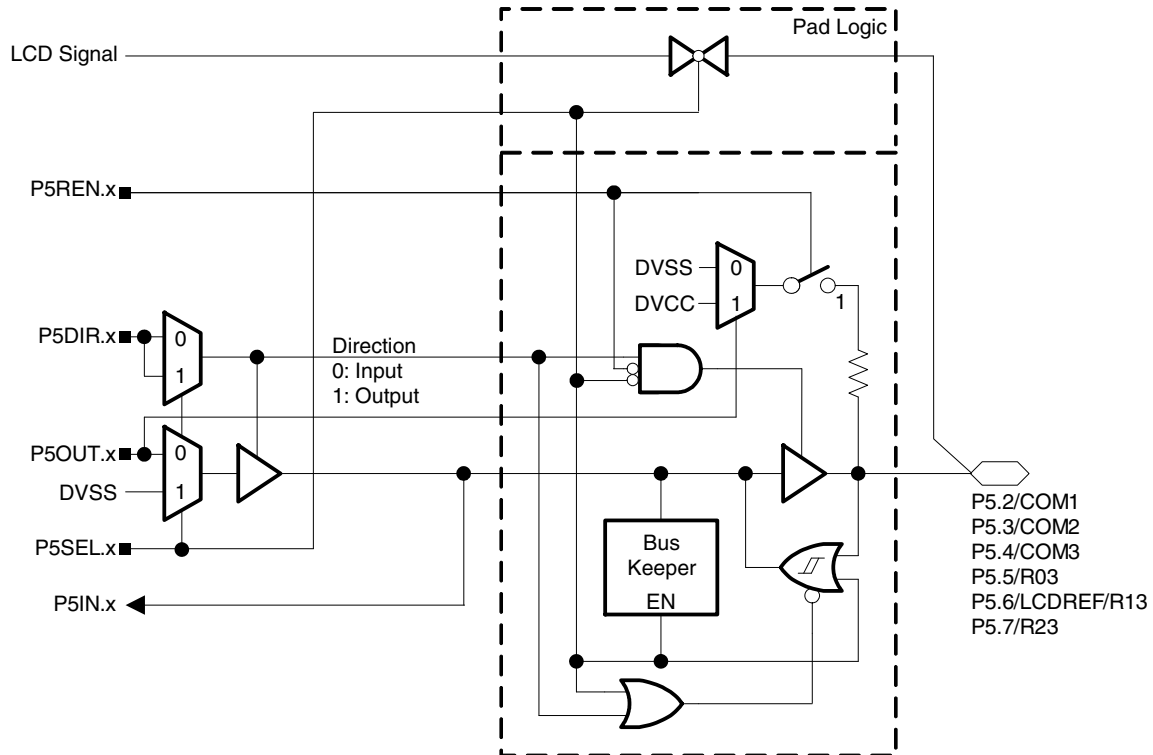 Pad Logic
LCD Signal
P5REN.x
DVSS
0
DVCC
1
1
P5DIR.x
0
1
Direction
0: Input
1: Output
P5OUT.x
0
DVSS
1
P5SEL.x
P5IN.x
Bus
Keeper
EN
P5.2/COM1
P5.3/COM2
P5.4/COM3
P5.5/R03
P5.6/LCDREF/R13
P5.7/R23